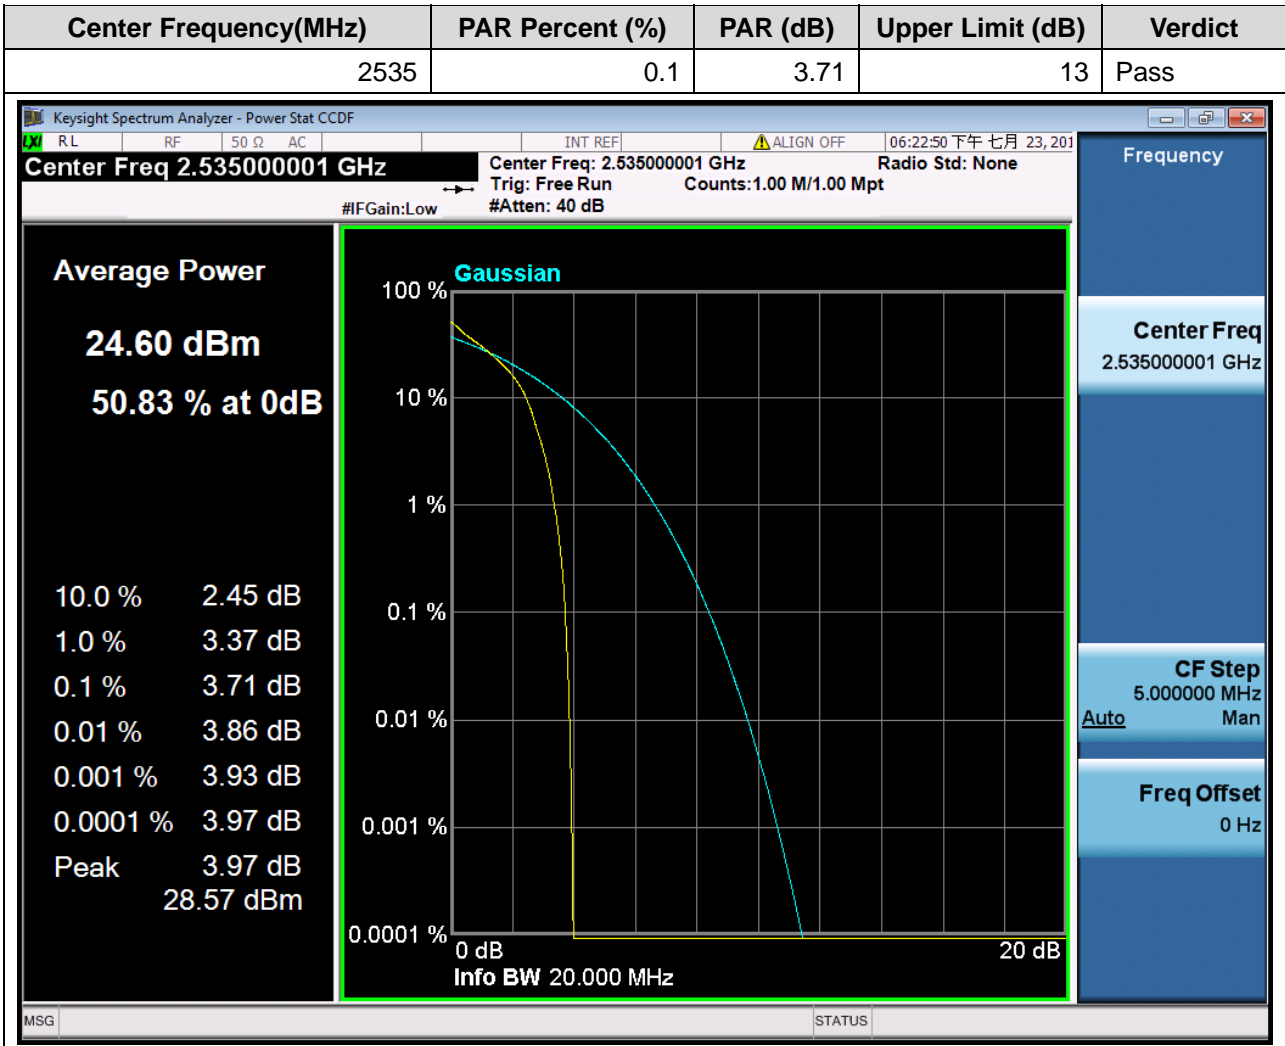 Center Frequency(MHz) PAR Percent (%) PAR (dB) Upper Limit (dB) Verdict
2535 0.1 3.71 13 Pass
Keysight Spectrum Analyzer - Power Stat CCDF
LXI RL RF 50 Ω AC INT REF ALIGN OFF 06:22:50 下午 七月 23, 201
Center Freq 2.535000001 GHz
Center Freq: 2.535000001 GHz Radio Std: None
Trig: Free Run Counts:1.00 M/1.00 Mpt
#IFGain:Low #Atten: 40 dB
Average Power
24.60 dBm
50.83 % at 0dB
10.0 % 2.45 dB
1.0 % 3.37 dB
0.1 % 3.71 dB
0.01 % 3.86 dB
0.001 % 3.93 dB
0.0001 % 3.97 dB
Peak 3.97 dB
28.57 dBm
Gaussian
100 %
10 %
1 %
0.1 %
0.01 %
0.001 %
0.0001 %
0 dB 20 dB
Info BW 20.000 MHz
Frequency
Center Freq
2.535000001 GHz
CF Step
5.000000 MHz
Auto Man
Freq Offset
0 Hz
MSG STATUS